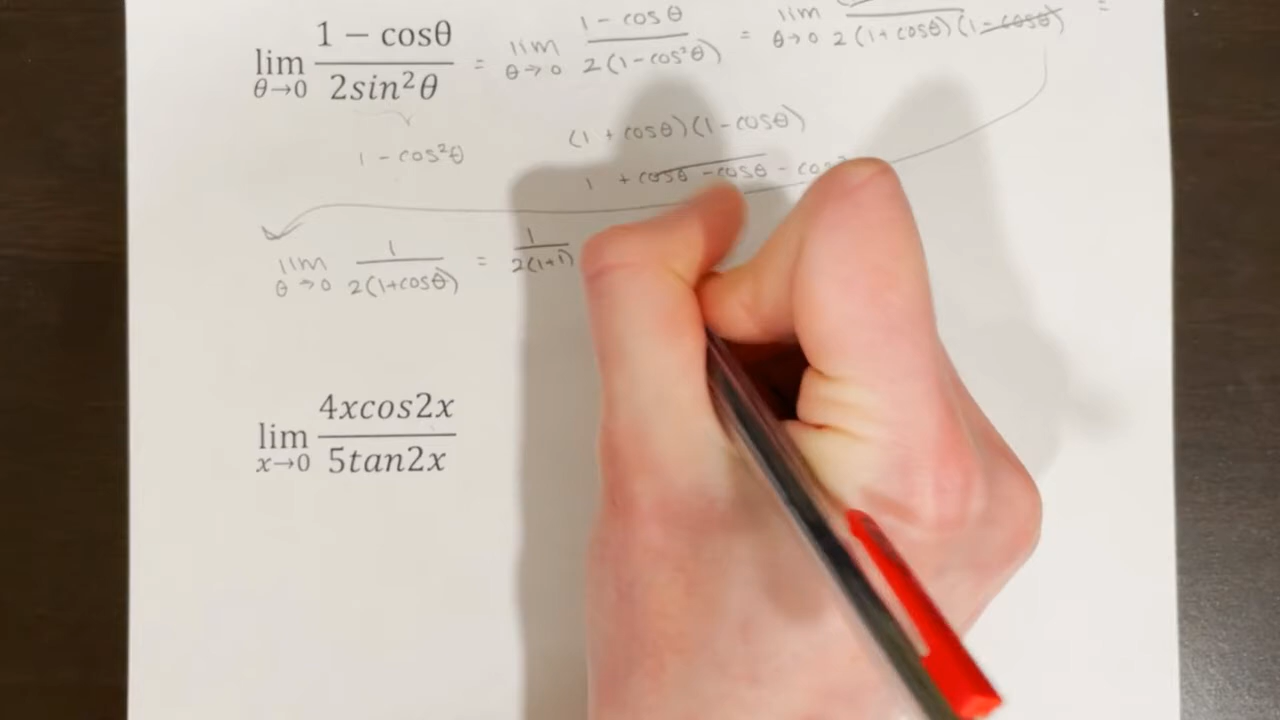 lim θ→0 1 − cosθ / 2sin²θ = lim θ→0 1 - cos θ / 2(1-cos²θ) = lim θ→0 / 2(1+cosθ)(1-cosθ) =
1 - cos²θ
(1 + cosθ)(1-cosθ)
1 + cosθ - cosθ - cos²
lim θ→0 1 / 2(1+cosθ) = 1 / 2(1+1)
lim x→0 4xcos2x / 5tan2x